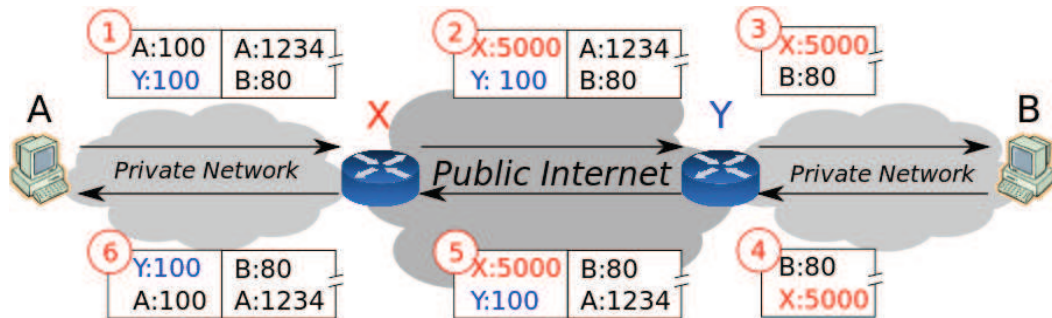 1
A:100 A:1234
Y:100 B:80
2
X:5000 A:1234
Y: 100 B:80
3
X:5000
B:80
A
X
Y
B
Private Network
Public Internet
Private Network
6
Y:100 B:80
A:100 A:1234
5
X:5000 B:80
Y:100 A:1234
4
B:80
X:5000